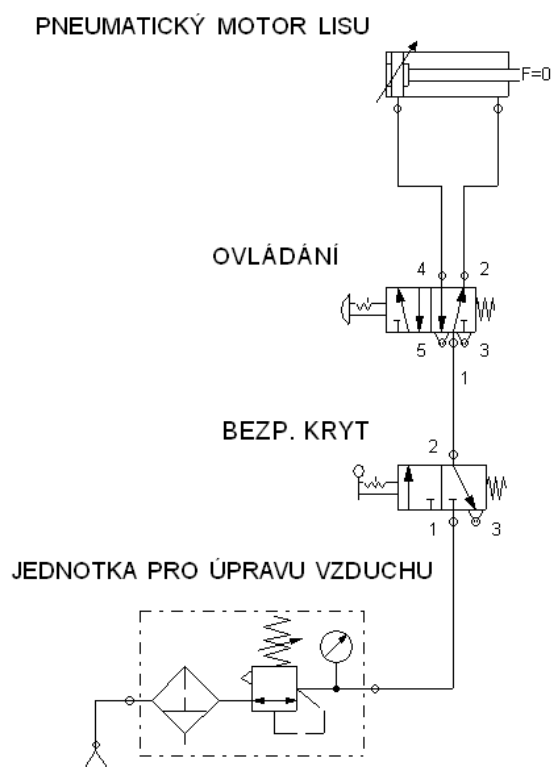 PNEUMATICKÝ MOTOR LISU
F=0
OVLÁDÁNÍ
4 2
5 3
1
BEZP. KRYT
2
1 3
JEDNOTKA PRO ÚPRAVU VZDUCHU